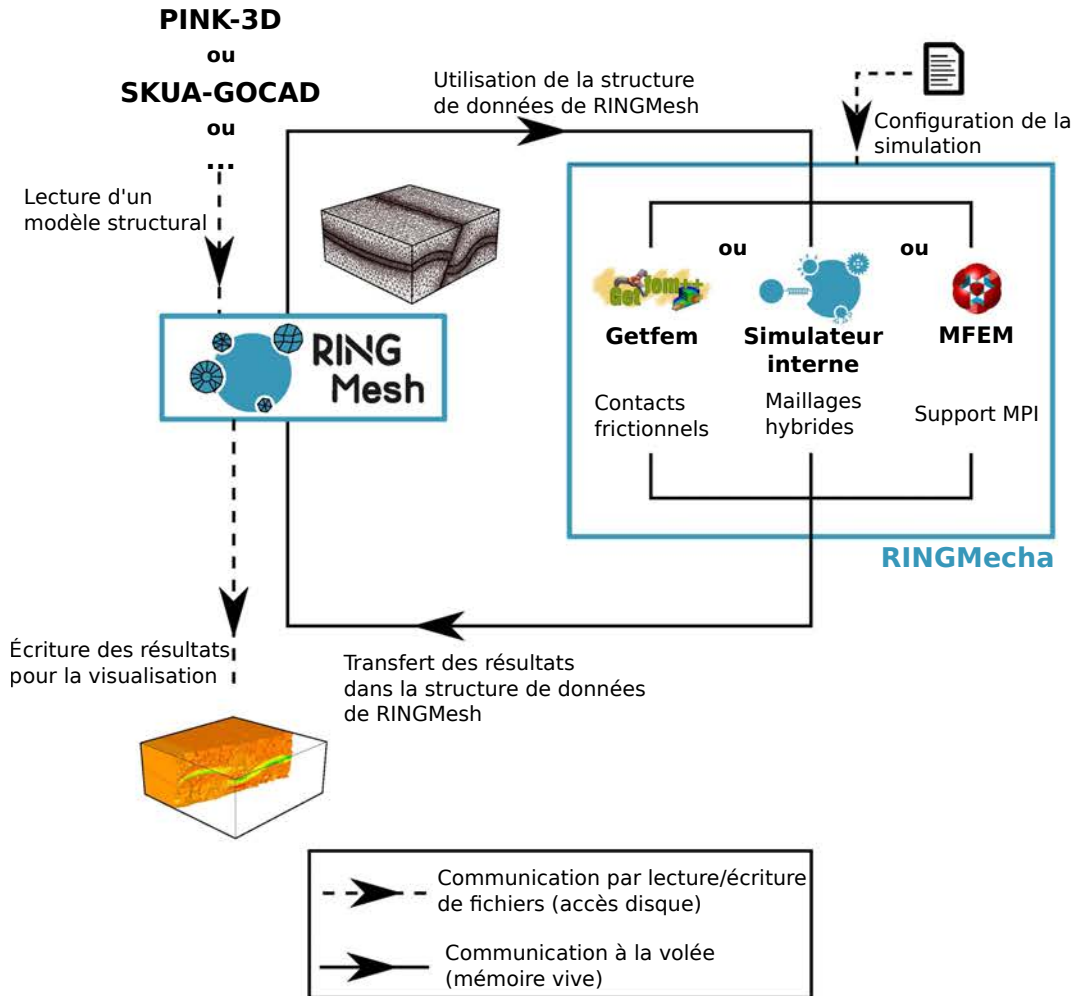 PINK-3D
ou
SKUA-GOCAD
ou
...
Lecture d'un
modèle structural
Utilisation de la structure
de données de RINGMesh
Configuration de la
simulation
RING
Mesh
ou
ou
Getfem++
Getfem
Contacts
frictionnels
Simulateur
interne
Maillages
hybrides
MFEM
Support MPI
RINGMecha
Écriture des résultats
pour la visualisation
Transfert des résultats
dans la structure de données
de RINGMesh
Communication par lecture/écriture
de fichiers (accès disque)
Communication à la volée
(mémoire vive)